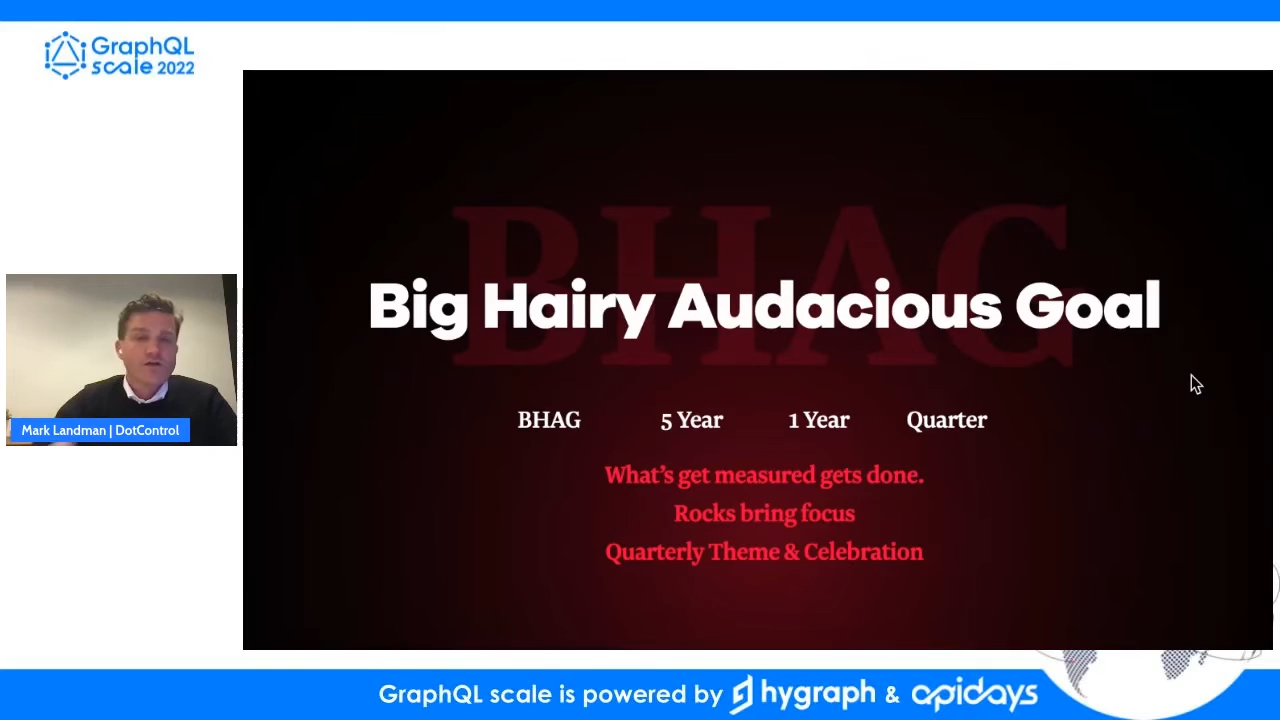 GraphQL
scale 2022
BHAG
Big Hairy Audacious Goal
BHAG 5 Year 1 Year Quarter
What's get measured gets done.
Rocks bring focus
Quarterly Theme & Celebration
Mark Landman | DotControl
GraphQL scale is powered by hygraph & apidays